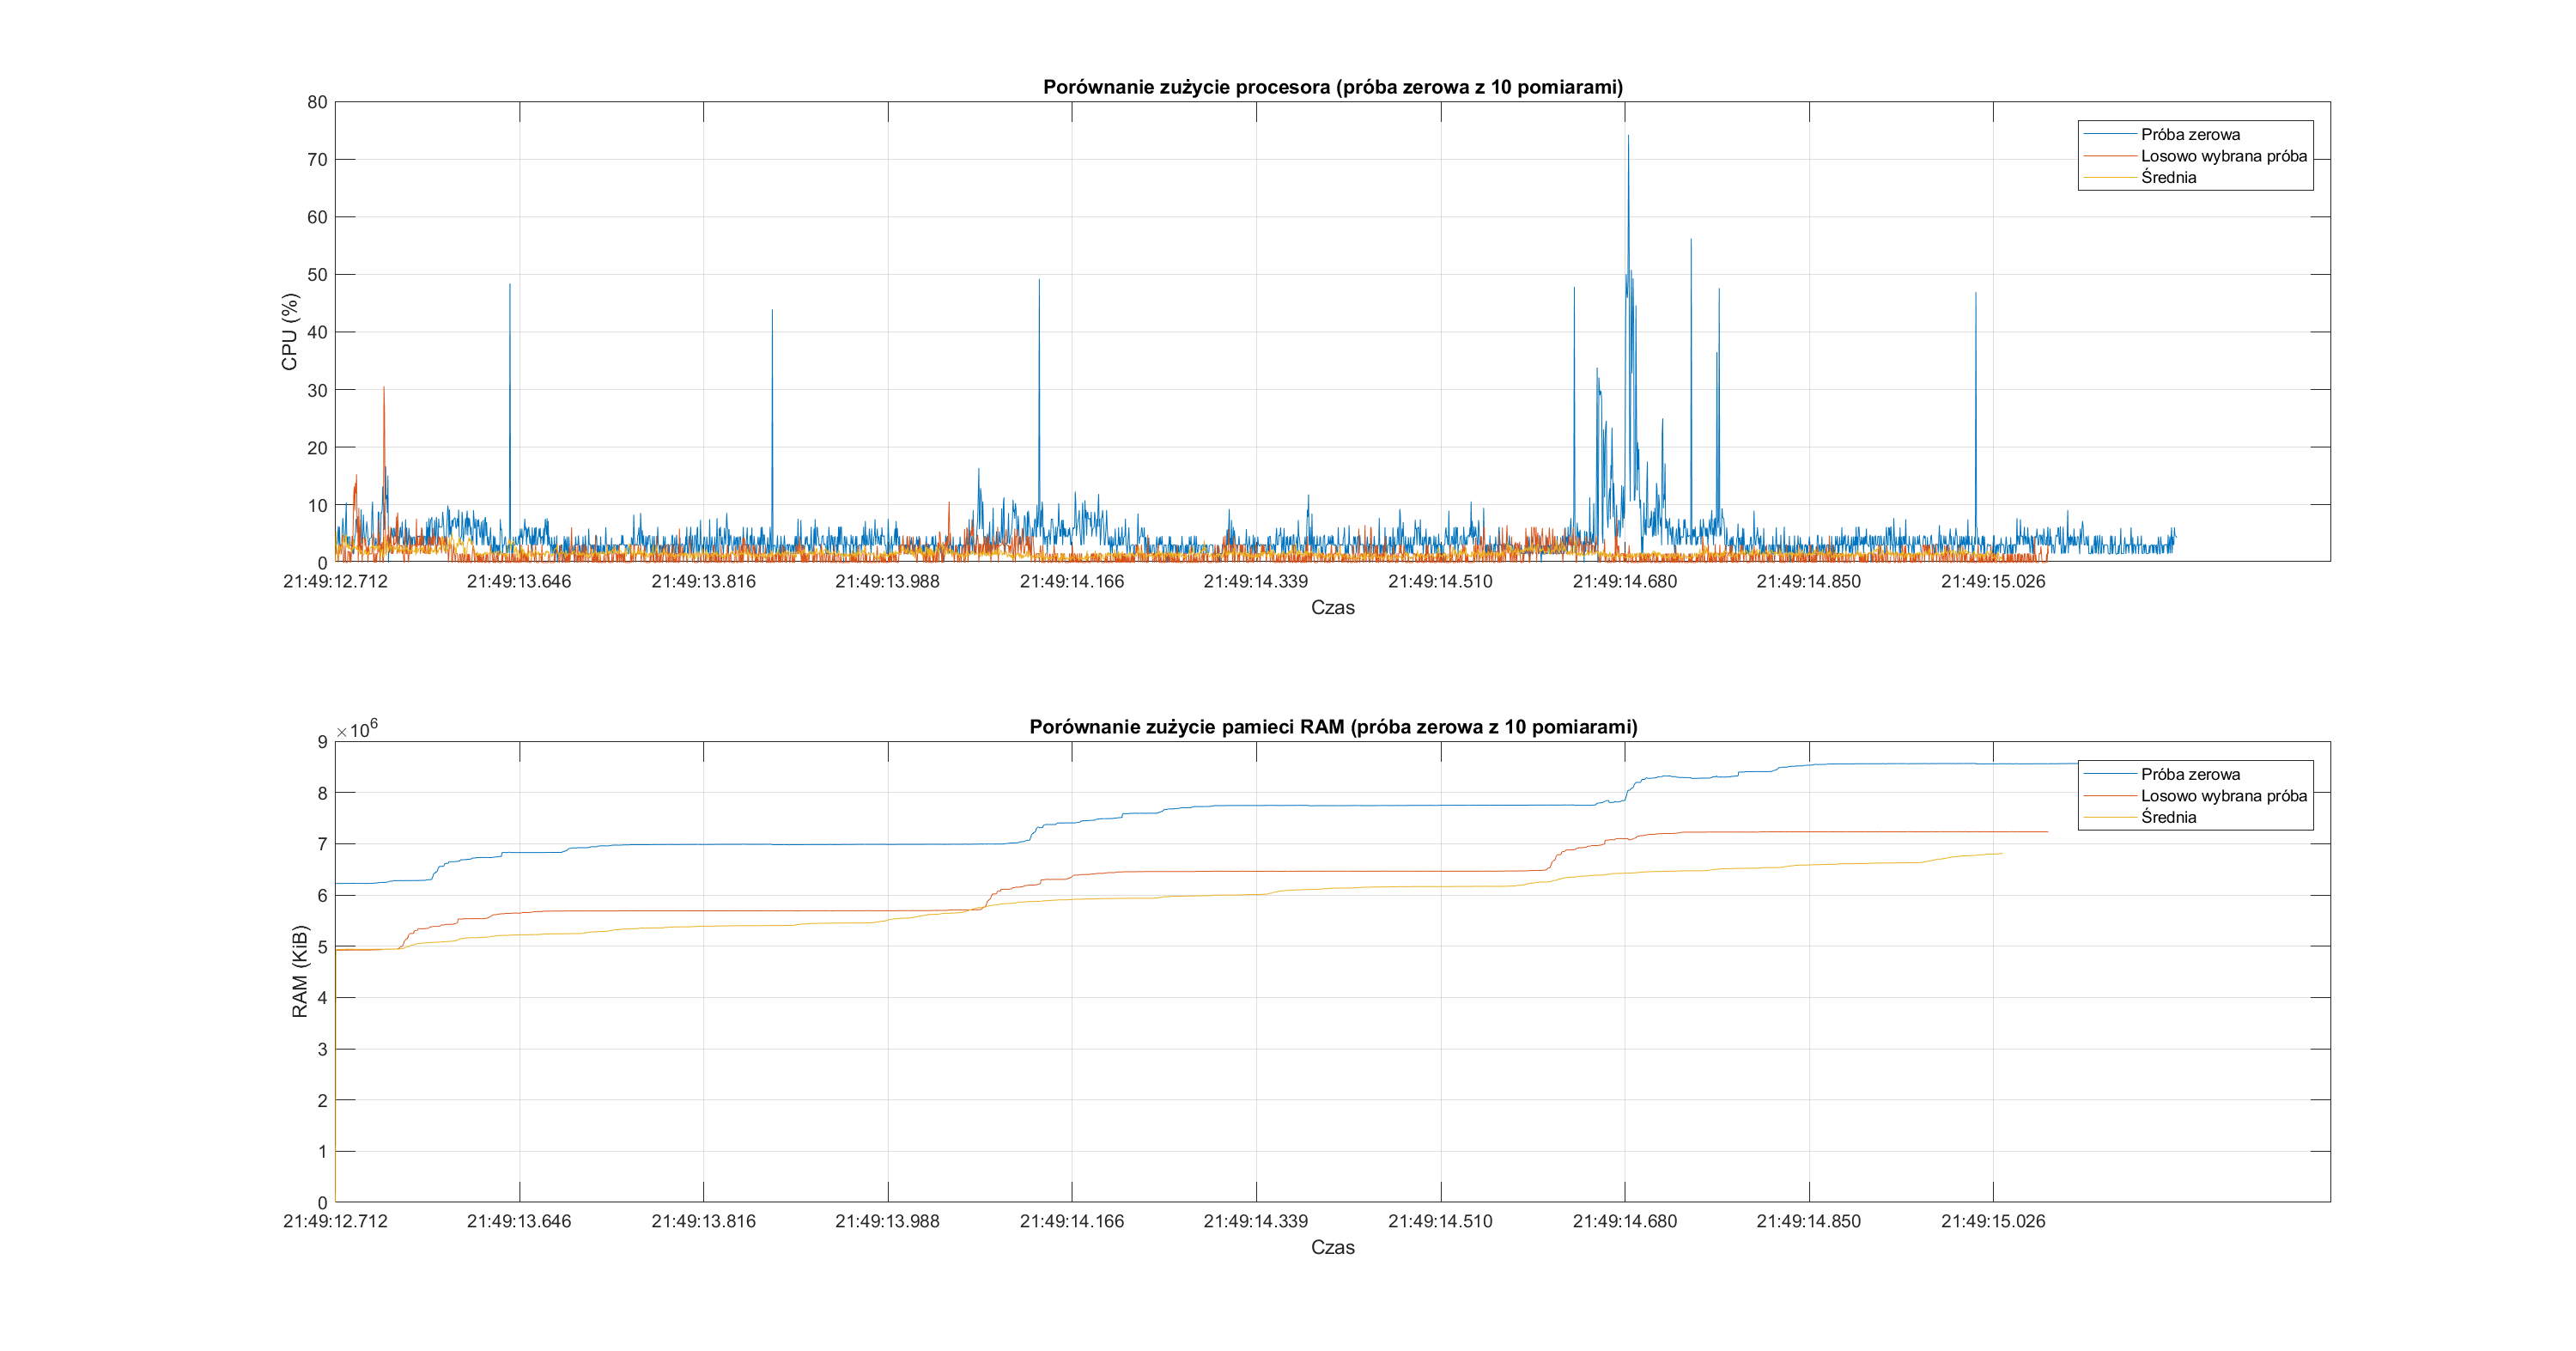 Porównanie zużycie procesora (próba zerowa z 10 pomiarami)
80
70
60
50
40
30
20
10
0
CPU (%)
Próba zerowa
Losowo wybrana próba
Średnia
21:49:12.712 21:49:13.646 21:49:13.816 21:49:13.988 21:49:14.166 21:49:14.339 21:49:14.510 21:49:14.680 21:49:14.850 21:49:15.026
Czas
Porównanie zużycie pamieci RAM (próba zerowa z 10 pomiarami)
×10^6
9
8
7
6
5
4
3
2
1
0
RAM (KiB)
Próba zerowa
Losowo wybrana próba
Średnia
21:49:12.712 21:49:13.646 21:49:13.816 21:49:13.988 21:49:14.166 21:49:14.339 21:49:14.510 21:49:14.680 21:49:14.850 21:49:15.026
Czas